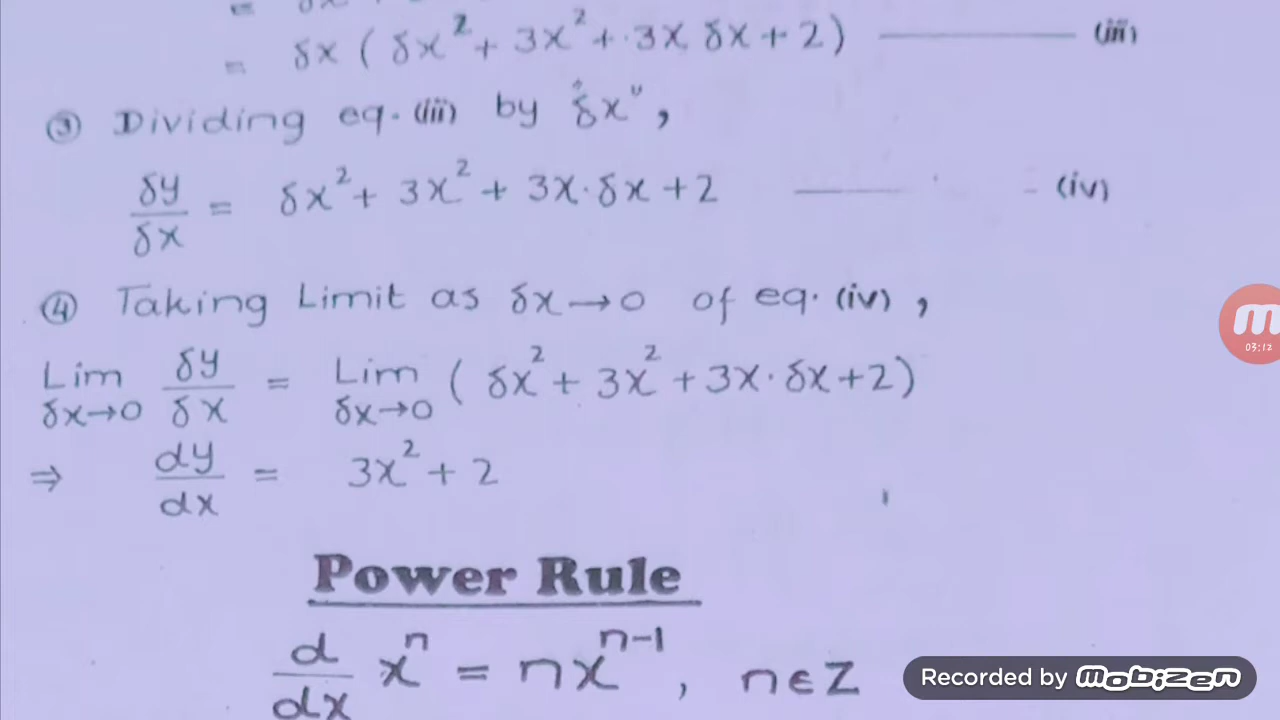 = δx (δx² + 3x² + 3x δx + 2) ——— (iii)
③ Dividing eq. (iii) by "δx",
δy/δx = δx² + 3x² + 3x·δx + 2 ——— (iv)
④ Taking Limit as δx→0 of eq. (iv),
Lim δx→0 δy/δx = Lim δx→0 (δx² + 3x² + 3x·δx + 2)
⇒ dy/dx = 3x² + 2
Power Rule
d/dx xⁿ = nxⁿ⁻¹, n∈Z
03:12
Recorded by mobizen